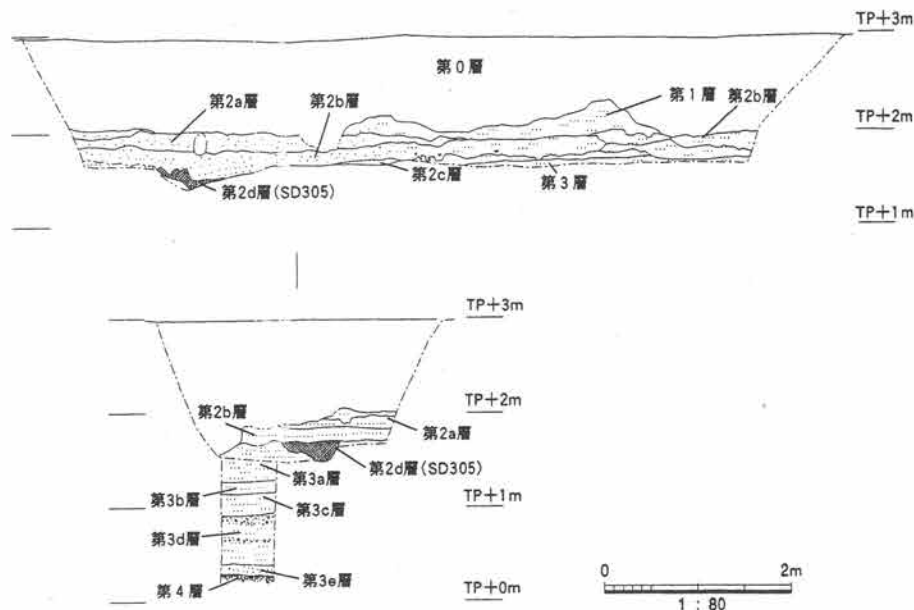 TP+3m
第0層
第2a層
第2b層
第1層
第2b層
TP+2m
第2c層
第3層
第2d層(SD305)
TP+1m
TP+3m
TP+2m
第2b層
第2a層
第2d層(SD305)
第3a層
第3b層
第3c層
TP+1m
第3d層
第3e層
第4層
TP+0m
0
2m
1:80